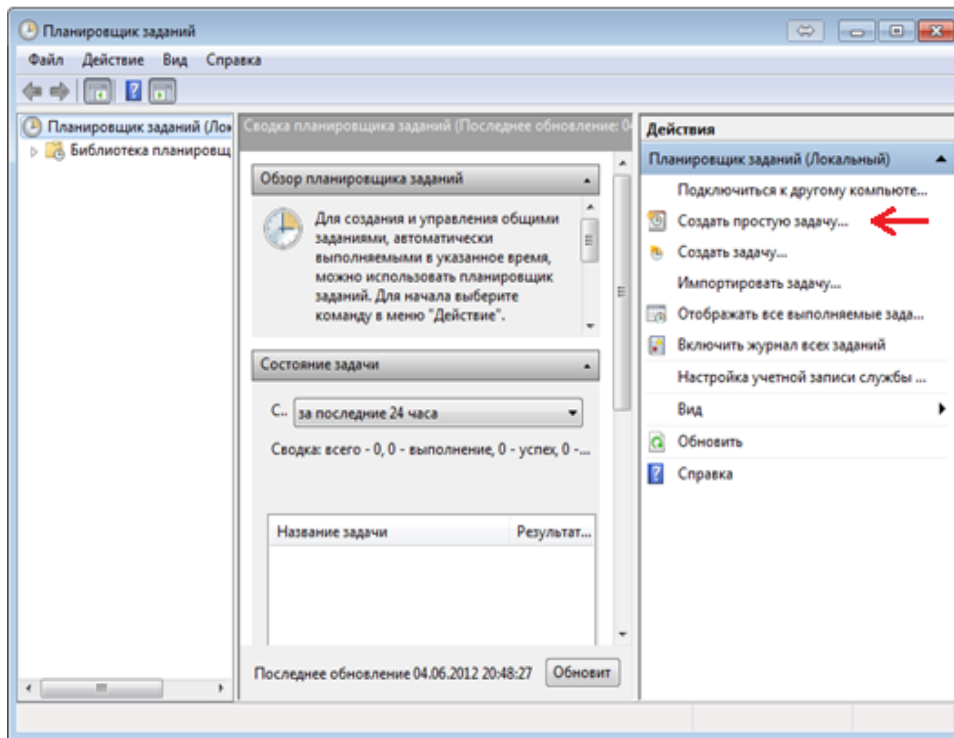 Планировщик заданий
Файл Действие Вид Справка
Планировщик заданий (Лок
Библиотека планировщ
Сводка планировщика заданий (Последнее обновление: 04
Обзор планировщика заданий
Для создания и управления общими
заданиями, автоматически
выполняемыми в указанное время,
можно использовать планировщик
заданий. Для начала выберите
команду в меню "Действие".
Состояние задачи
С.. за последние 24 часа
Сводка: всего - 0, 0 - выполнение, 0 - успех, 0 -...
Название задачи Результат...
Последнее обновление 04.06.2012 20:48:27 Обновит
Действия
Планировщик заданий (Локальный)
Подключиться к другому компьюте...
Создать простую задачу...
Создать задачу...
Импортировать задачу...
Отображать все выполняемые зада...
Включить журнал всех заданий
Настройка учетной записи службы ...
Вид
Обновить
Справка